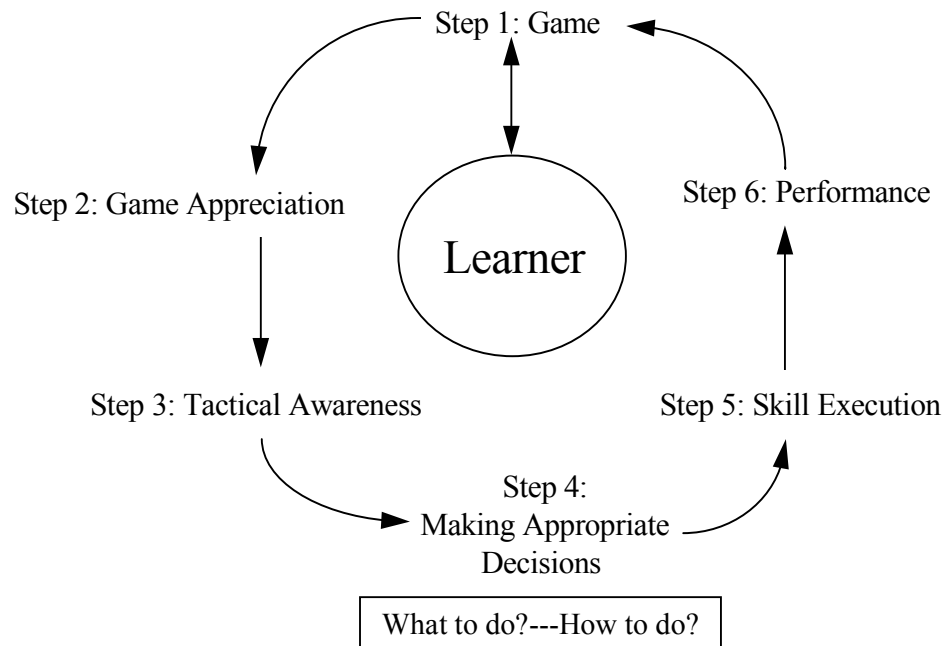 Step 1: Game
Step 2: Game Appreciation
Step 6: Performance
Learner
Step 3: Tactical Awareness
Step 5: Skill Execution
Step 4:
Making Appropriate
Decisions
What to do?---How to do?